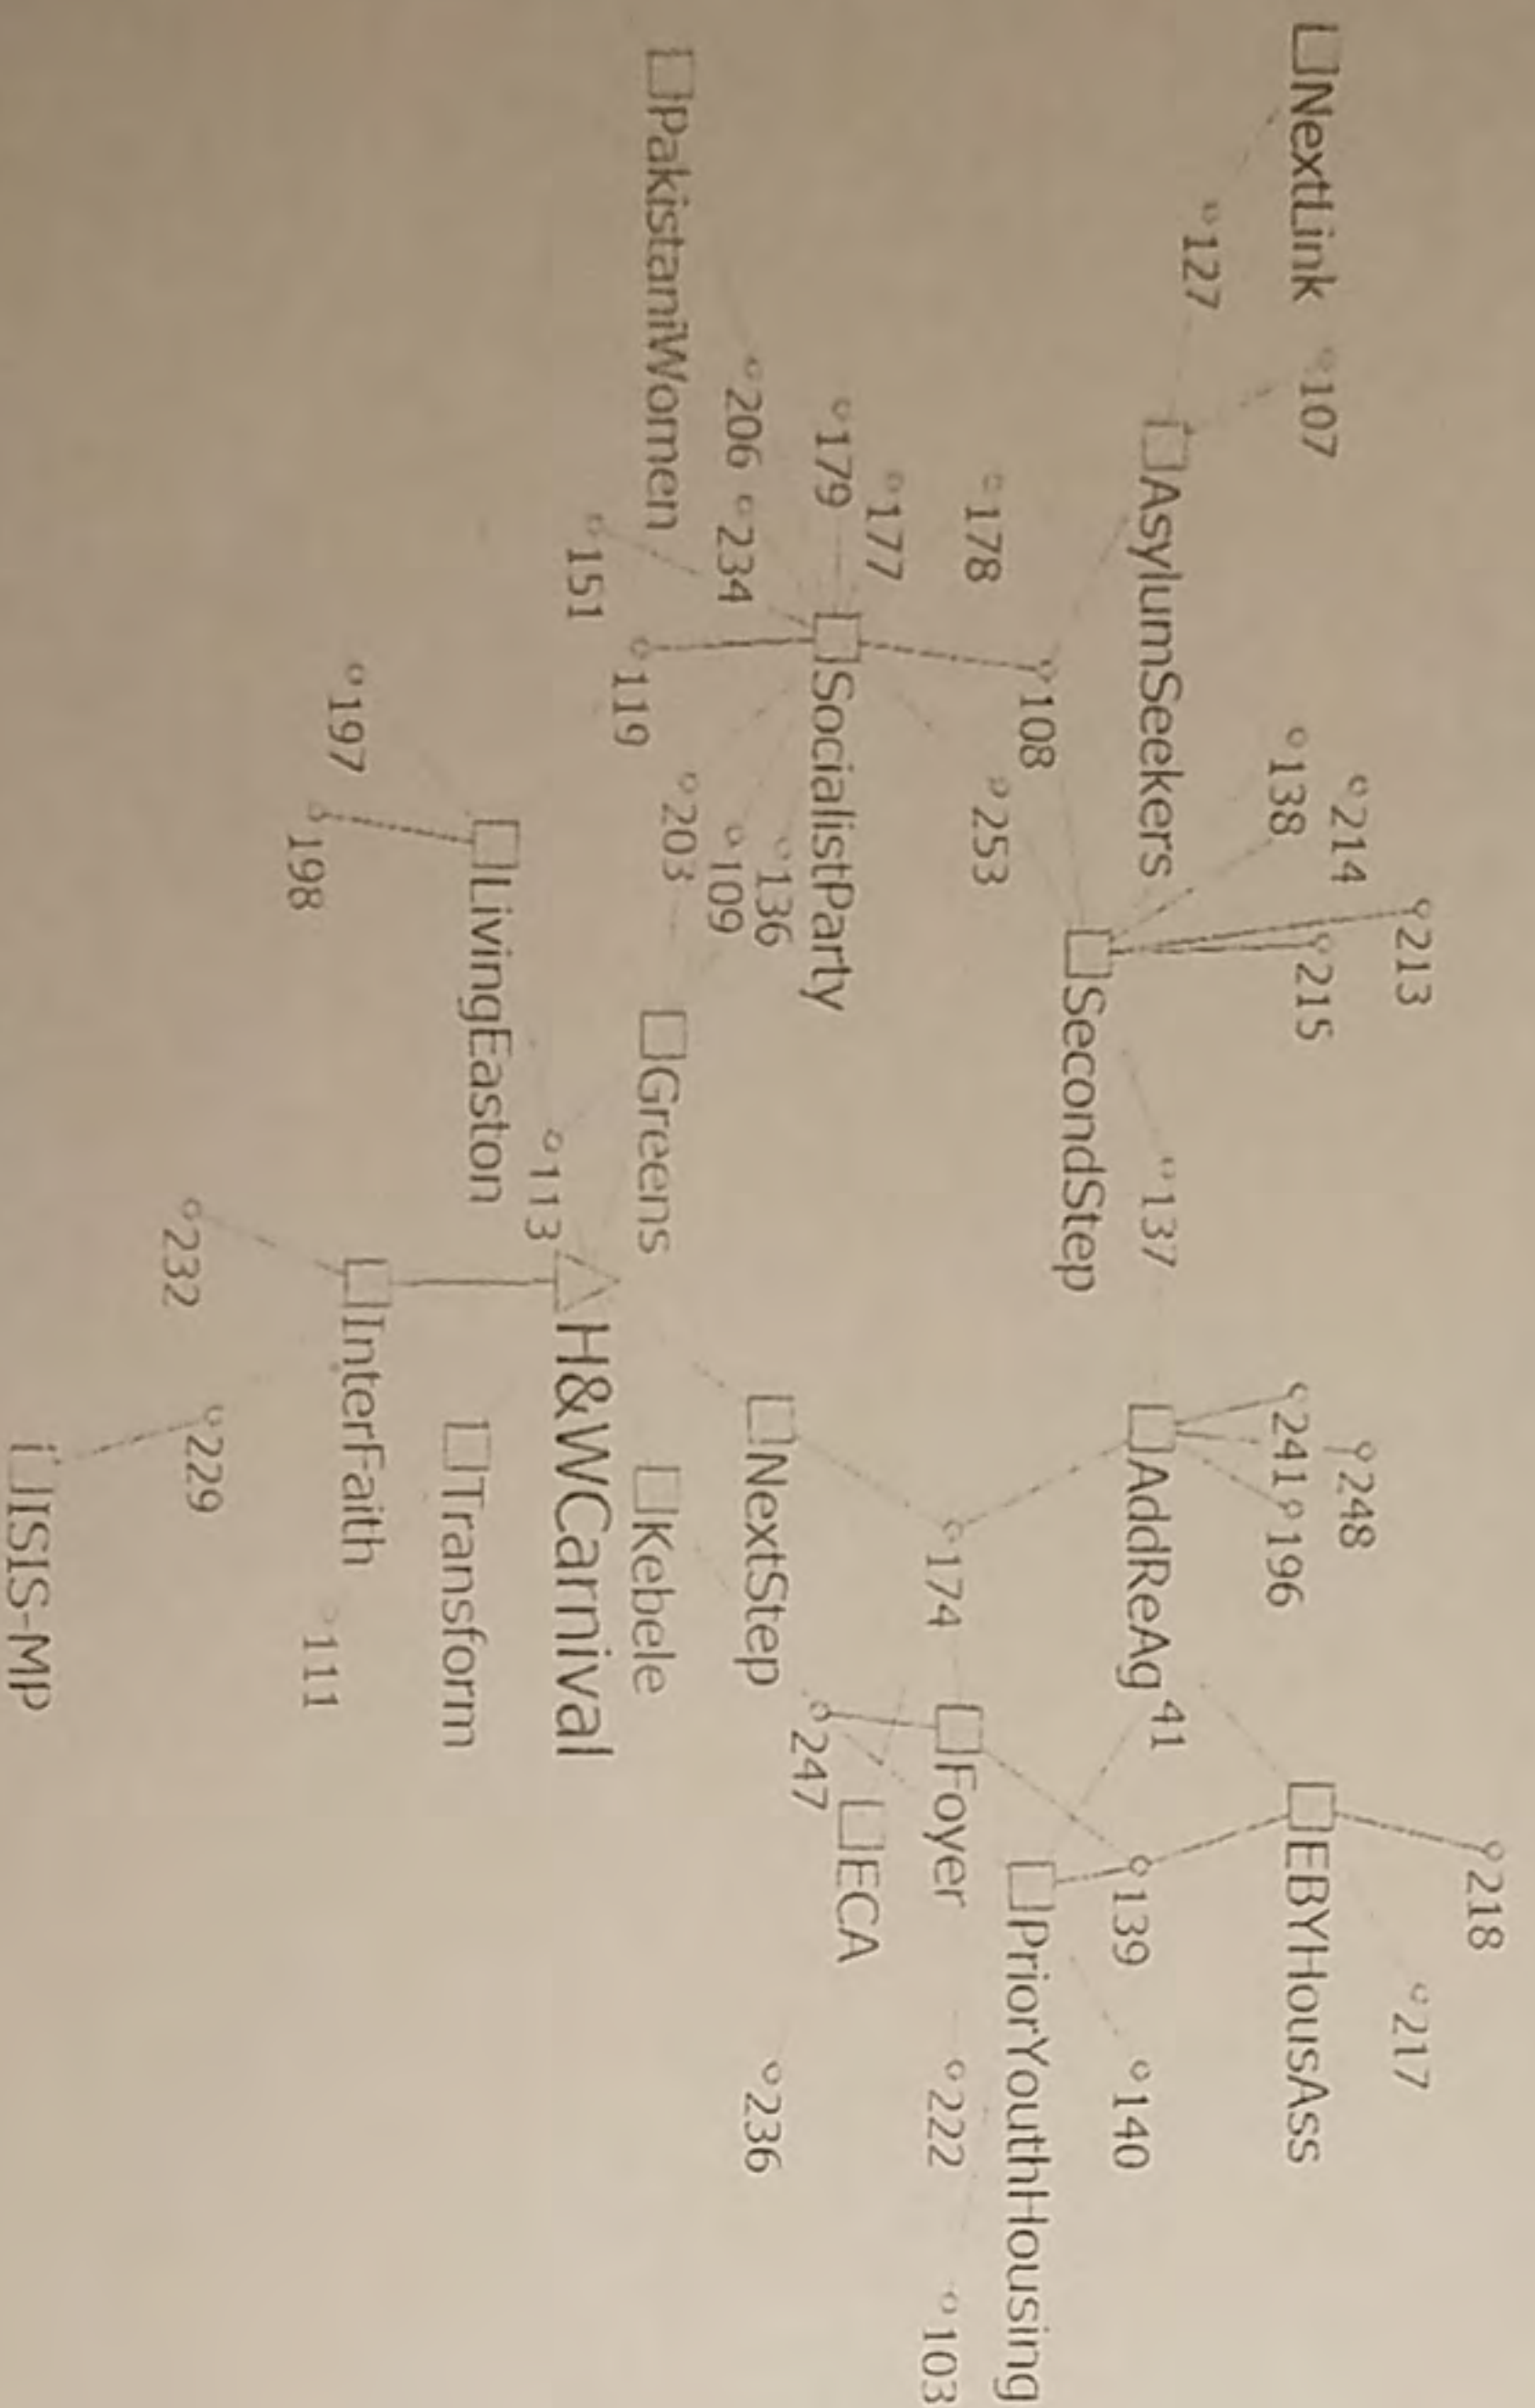 218
213
217
214
248
NextLink
107
138
215
241
196
EBYHousAss
127
AsylumSeekers
137
AddReAg
41
139
140
SecondStep
108
PriorYouthHousing
178
253
174
Foyer
222
103
177
179
SocialistParty
247
ECA
206
234
136
109
NextStep
236
PakistaniWomen
203
119
Greens
Kebele
151
113
H&WCarnival
LivingEaston
Transform
197
198
InterFaith
111
232
229
ISIS-MP